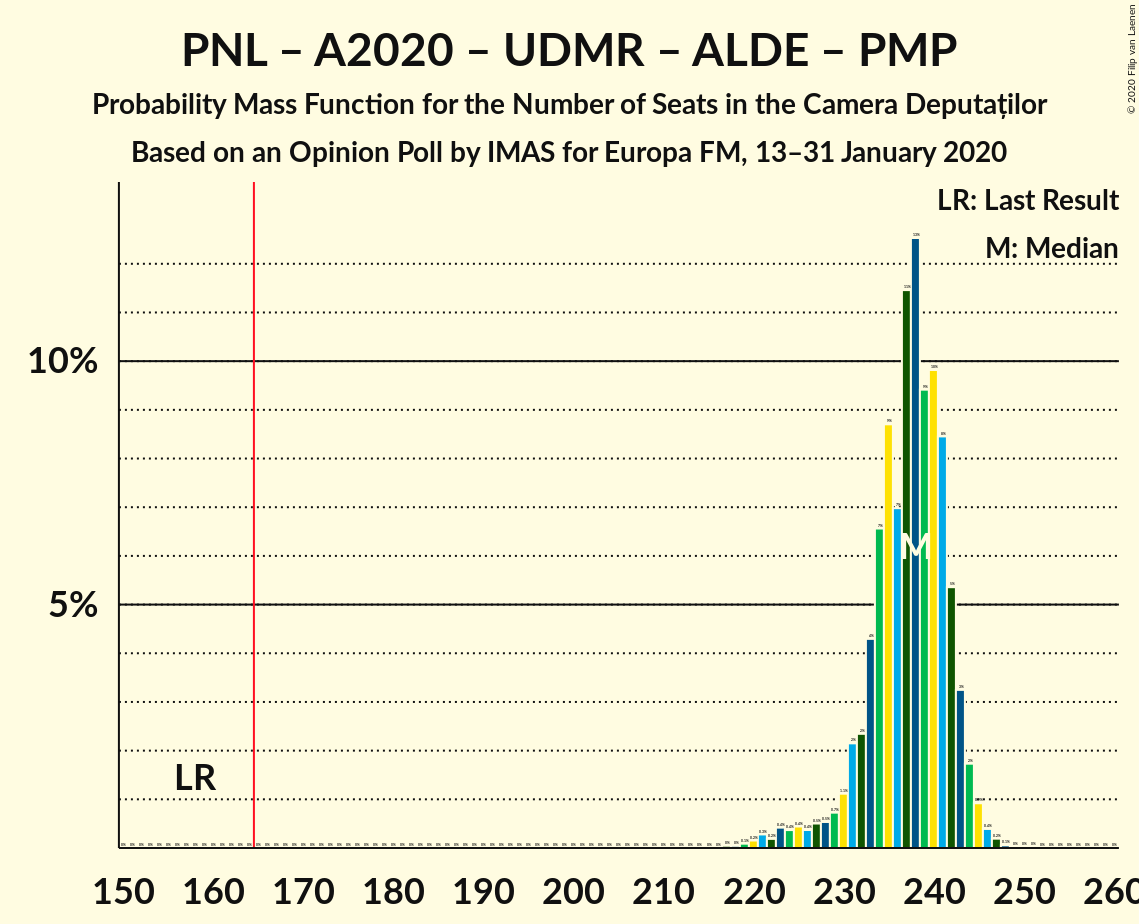 PNL – A2020 – UDMR – ALDE – PMP
Probability Mass Function for the Number of Seats in the Camera Deputaților
Based on an Opinion Poll by IMAS for Europa FM, 13–31 January 2020
© 2020 Filip van Laenen
LR: Last Result
M: Median
10%
5%
LR
M
150 160 170 180 190 200 210 220 230 240 250 260